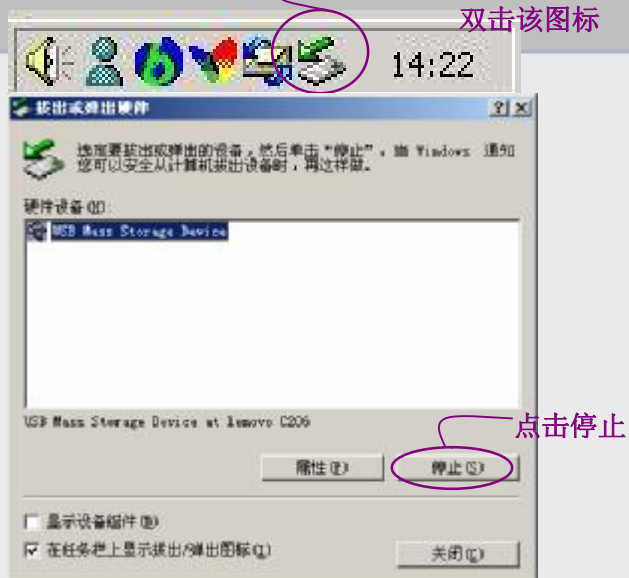 双击该图标
14:22
拔出或弹出硬件
选定要拔出或弹出的设备，然后单击“停止”。当 Windows 通知
您可以安全从计算机拔出设备时，再这样做。
硬件设备(H):
USB Mass Storage Device
USB Mass Storage Device at lenovo C206
点击停止
属性(P)
停止(S)
显示设备组件(D)
在任务栏上显示拔出/弹出图标(L)
关闭(C)